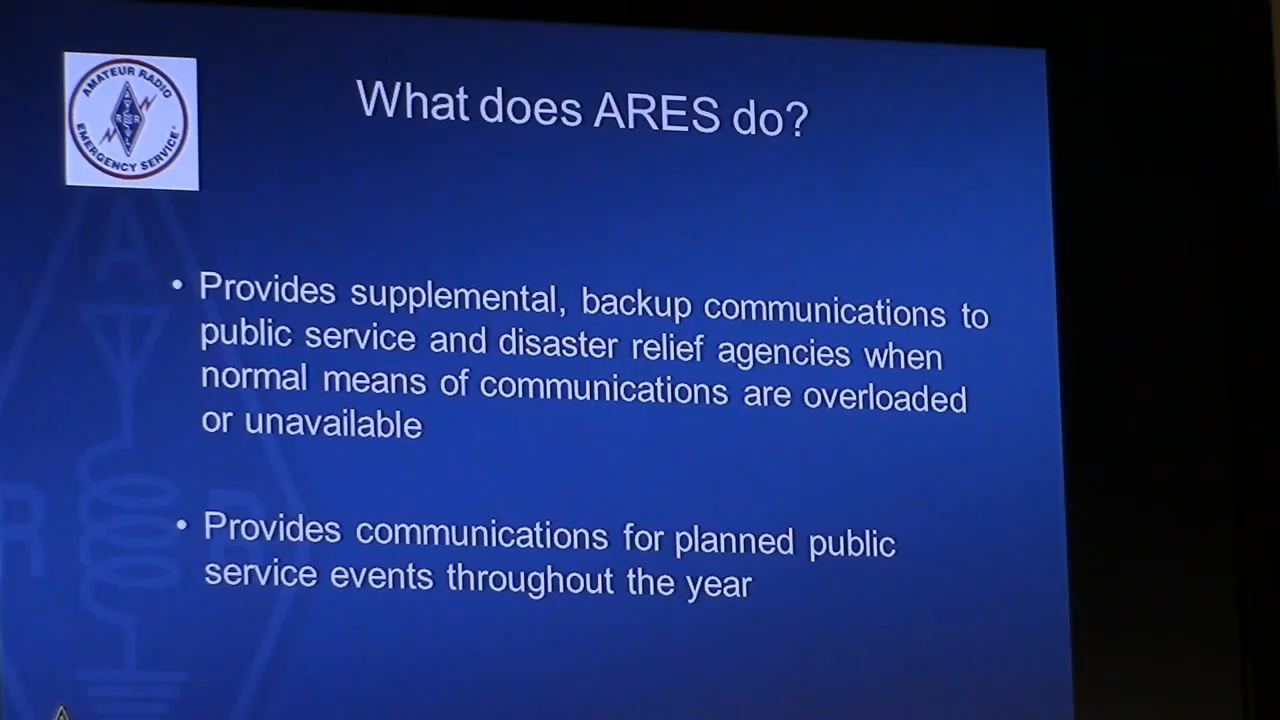 AMATEUR RADIO
A
R R
L
EMERGENCY SERVICE
What does ARES do?
• Provides supplemental, backup communications to
public service and disaster relief agencies when
normal means of communications are overloaded
or unavailable
• Provides communications for planned public
service events throughout the year
A
R R